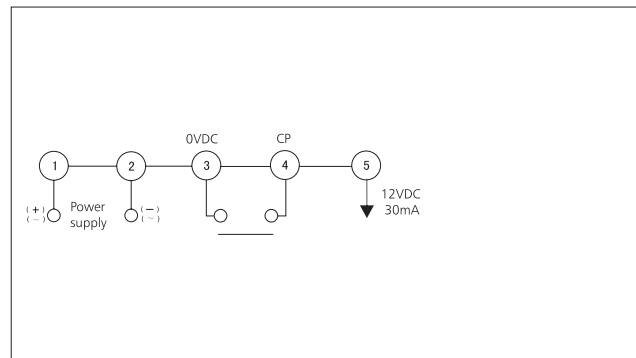 0VDC CP
1 2 3 4 5
12VDC
30mA
(+)
(~)
Power
supply
(−)
(~)